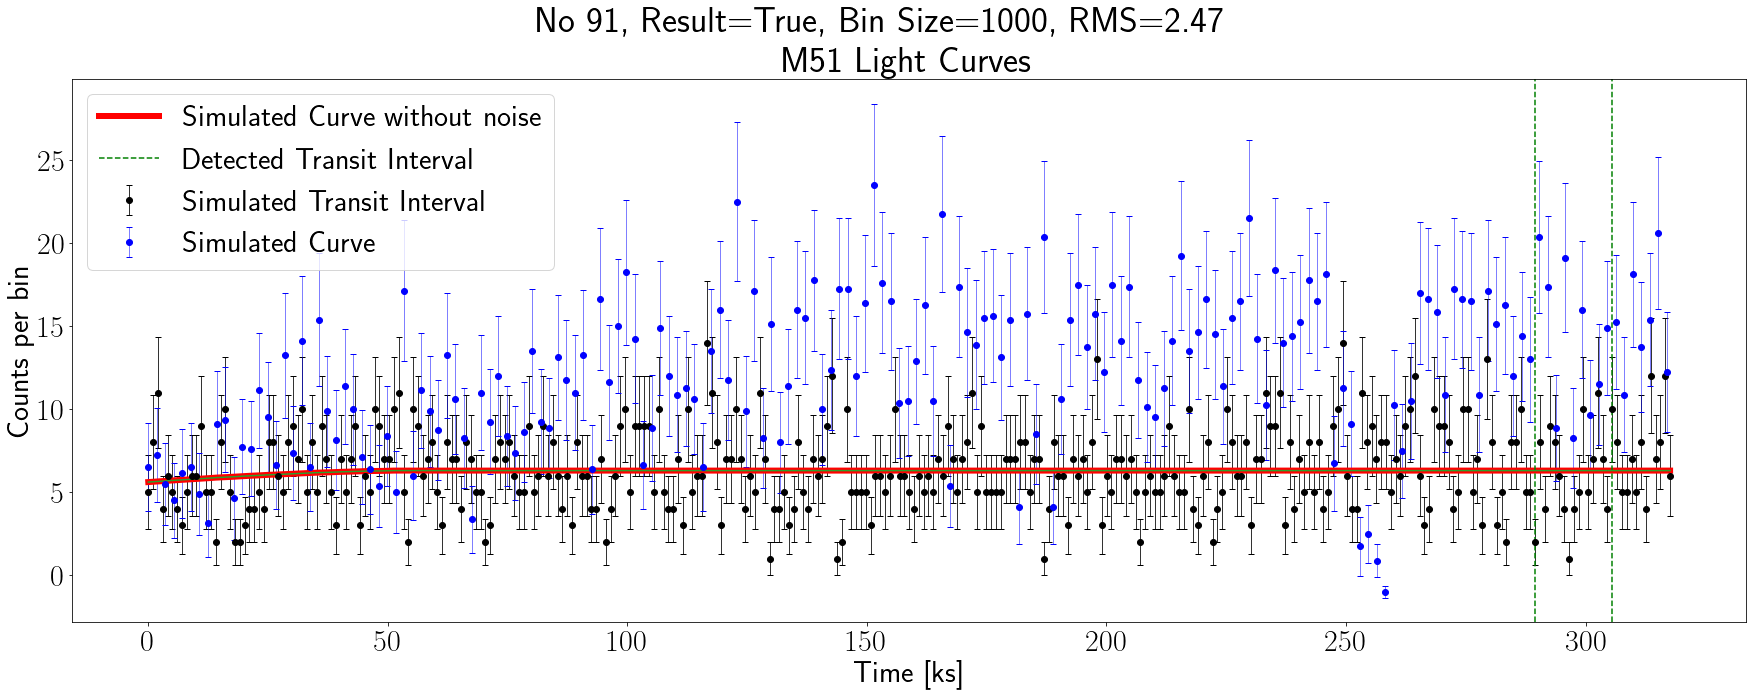 No 91, Result=True, Bin Size=1000, RMS=2.47
M51 Light Curves
Simulated Curve without noise
Detected Transit Interval
Simulated Transit Interval
Simulated Curve
Counts per bin
25
20
15
10
5
0
0 50 100 150 200 250 300
Time [ks]